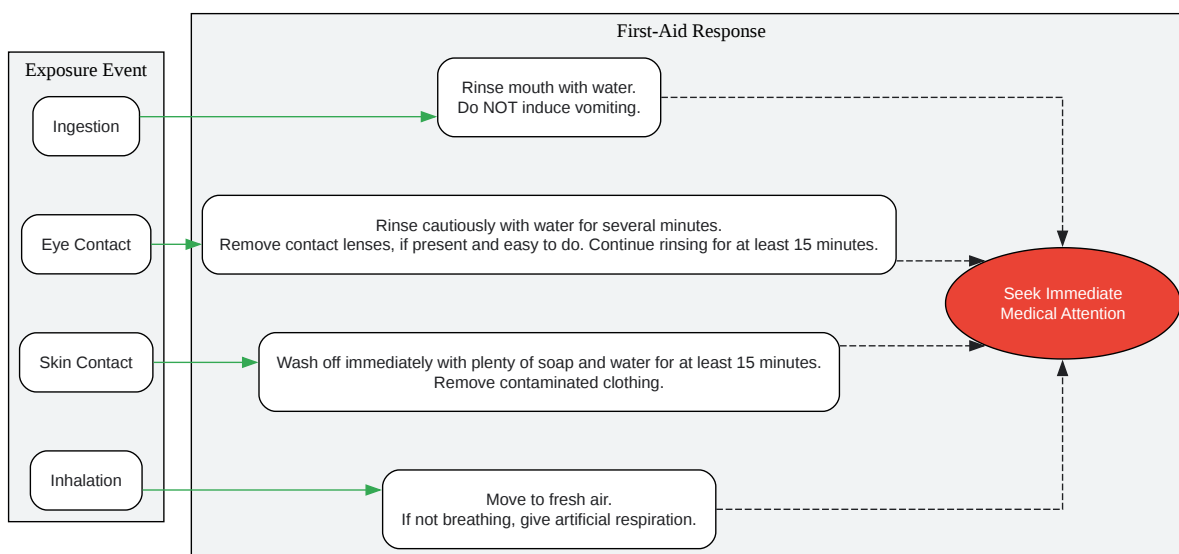 First-Aid Response
Exposure Event
Ingestion
Rinse mouth with water.
Do NOT induce vomiting.
Eye Contact
Rinse cautiously with water for several minutes.
Remove contact lenses, if present and easy to do. Continue rinsing for at least 15 minutes.
Seek Immediate
Medical Attention
Skin Contact
Wash off immediately with plenty of soap and water for at least 15 minutes.
Remove contaminated clothing.
Inhalation
Move to fresh air.
If not breathing, give artificial respiration.